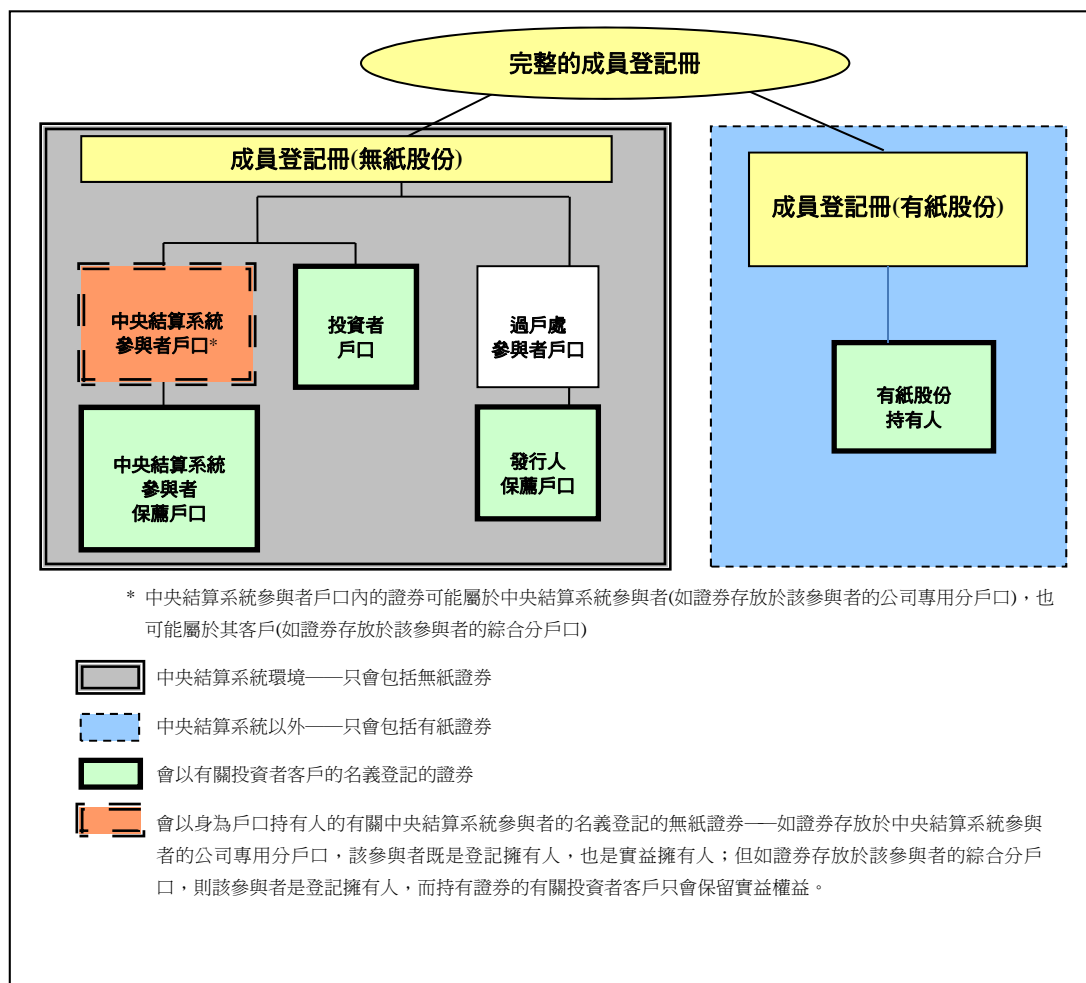 完整的成員登記冊
成員登記冊(無紙股份)
成員登記冊(有紙股份)
中央結算系統
參與者戶口*
投資者
戶口
過戶處
參與者戶口
有紙股份
持有人
中央結算系統
參與者
保薦戶口
發行人
保薦戶口
* 中央結算系統參與者戶口內的證券可能屬於中央結算系統參與者(如證券存放於該參與者的公司專用分戶口)，也
可能屬於其客戶(如證券存放於該參與者的綜合分戶口)
中央結算系統環境──只會包括無紙證券
中央結算系統以外──只會包括有紙證券
會以有關投資者客戶的名義登記的證券
會以身為戶口持有人的有關中央結算系統參與者的名義登記的無紙證券──如證券存放於中央結算系統參與
者的公司專用分戶口，該參與者既是登記擁有人，也是實益擁有人；但如證券存放於該參與者的綜合分戶
口，則該參與者是登記擁有人，而持有證券的有關投資者客戶只會保留實益權益。